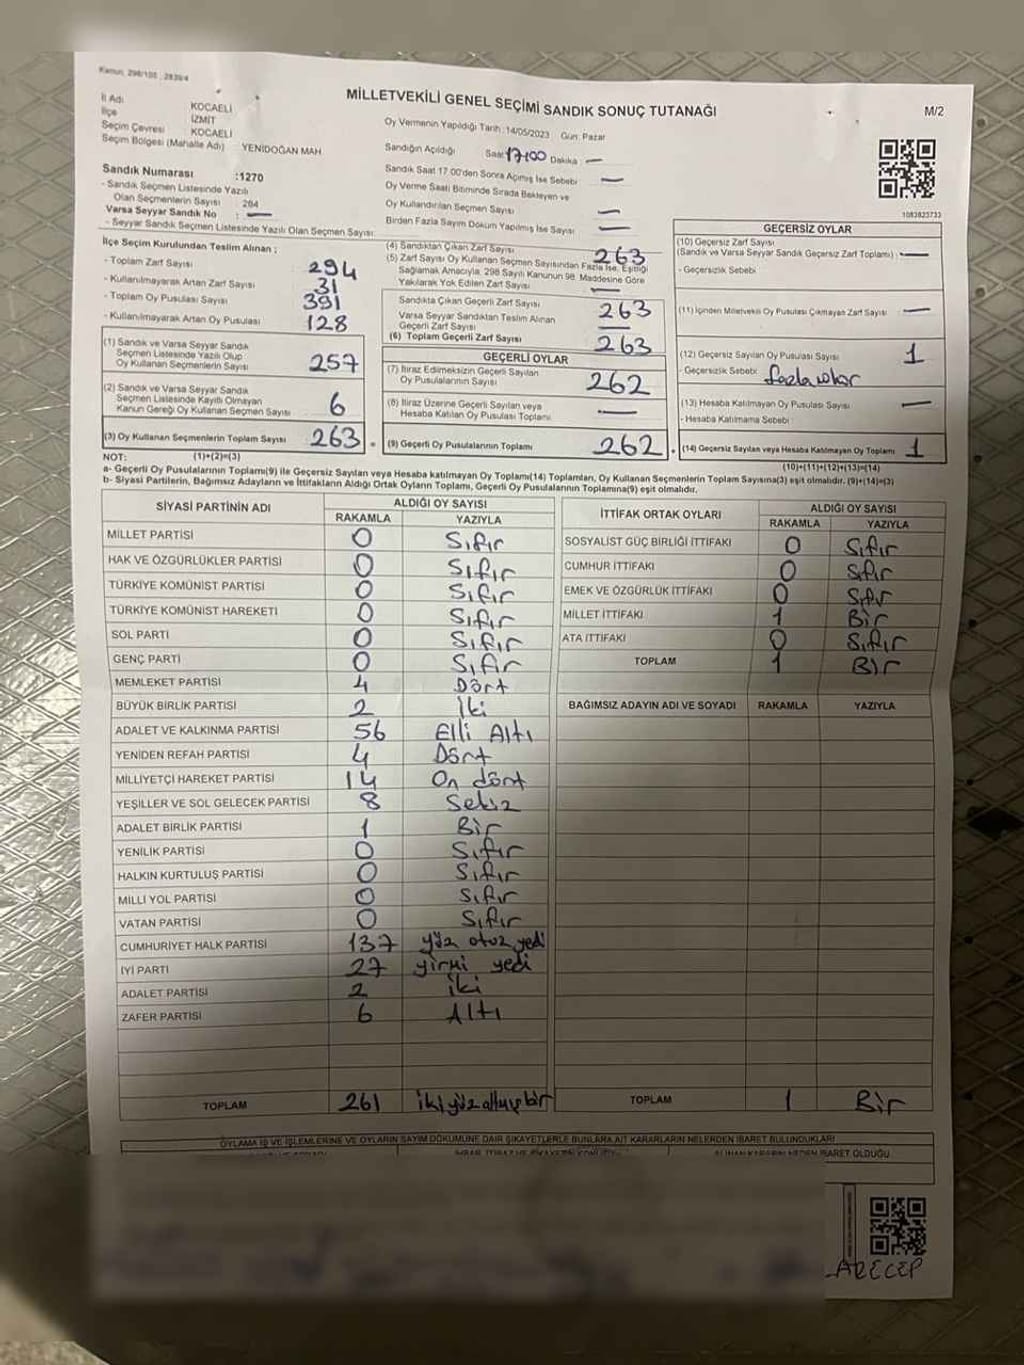 Kanun, 298/105 , 2839/4
MİLLETVEKİLİ GENEL SEÇİMİ SANDIK SONUÇ TUTANAĞI
M/2
İl Adı KOCAELİ
İlçe İZMİT
Seçim Çevresi KOCAELİ
Seçim Bölgesi (Mahalle Adı) YENİDOĞAN MAH.
Sandık Numarası :1270
- Sandık Seçmen Listesinde Yazılı
Olan Seçmenlerin Sayısı 284
Varsa Seyyar Sandık No : —
- Seyyar Sandık Seçmen Listesinde Yazılı Olan Seçmen Sayısı:
Oy Vermenin Yapıldığı Tarih :14/05/2023 Gün: Pazar
Sandığın Açıldığı Saat 17:00 Dakika : —
Sandık Saat 17.00'den Sonra Açılmış İse Sebebi —
Oy Verme Saati Bitiminde Sırada Bekleyen ve
Oy Kullandırılan Seçmen Sayısı —
Birden Fazla Sayım Döküm Yapılmış İse Sayısı —
1083823733
İlçe Seçim Kurulundan Teslim Alınan ;
- Toplam Zarf Sayısı 294
- Kullanılmayarak Artan Zarf Sayısı 31
- Toplam Oy Pusulası Sayısı 391
- Kullanılmayarak Artan Oy Pusulası 128
(1) Sandık ve Varsa Seyyar Sandık
Seçmen Listesinde Yazılı Olup
Oy Kullanan Seçmenlerin Sayısı 257
(2) Sandık ve Varsa Seyyar Sandık
Seçmen Listesinde Kayıtlı Olmayan
Kanun Gereği Oy Kullanan Seçmen Sayısı 6
(3) Oy Kullanan Seçmenlerin Toplam Sayısı 263
(4) Sandıktan Çıkan Zarf Sayısı 263
(5) Zarf Sayısı Oy Kullanan Seçmen Sayısından Fazla İse, Eşitliği
Sağlamak Amacıyla, 298 Sayılı Kanunun 98. Maddesine Göre
Yakılarak Yok Edilen Zarf Sayısı —
Sandıkta Çıkan Geçerli Zarf Sayısı 263
Varsa Seyyar Sandıktan Teslim Alınan
Geçerli Zarf Sayısı —
(6) Toplam Geçerli Zarf Sayısı 263
GEÇERLİ OYLAR
(7) İtiraz Edilmeksizin Geçerli Sayılan
Oy Pusulalarının Sayısı 262
(8) İtiraz Üzerine Geçerli Sayılan veya
Hesaba Katılan Oy Pusulası Toplamı —
(9) Geçerli Oy Pusulalarının Toplamı 262
GEÇERSİZ OYLAR
(10) Geçersiz Zarf Sayısı
(Sandık ve Varsa Seyyar Sandık Geçersiz Zarf Toplamı) : —
- Geçersizlik Sebebi
(11) İçinden Milletvekili Oy Pusulası Çıkmayan Zarf Sayısı —
(12) Geçersiz Sayılan Oy Pusulası Sayısı 1
- Geçersizlik Sebebi
(13) Hesaba Katılmayan Oy Pusulası Sayısı —
- Hesaba Katılmama Sebebi :
(14) Geçersiz Sayılan veya Hesaba Katılmayan Oy Toplamı 1
NOT: (1)+(2)=(3) (10)+(11)+(12)+(13)=(14)
a- Geçerli Oy Pusulalarının Toplamı(9) ile Geçersiz Sayılan veya Hesaba katılmayan Oy Toplamı(14) Toplamları, Oy Kullanan Seçmenlerin Toplam Sayısına(3) eşit olmalıdır. (9)+(14)=(3)
b- Siyasi Partilerin, Bağımsız Adayların ve İttifakların Aldığı Ortak Oyların Toplamı, Geçerli Oy Pusulalarının Toplamına(9) eşit olmalıdır.
SİYASİ PARTİNİN ADI ALDIĞI OY SAYISI
RAKAMLA YAZIYLA
MİLLET PARTİSİ 0 Sıfır
HAK VE ÖZGÜRLÜKLER PARTİSİ 0 Sıfır
TÜRKİYE KOMÜNİST PARTİSİ 0 Sıfır
TÜRKİYE KOMÜNİST HAREKETİ 0 Sıfır
SOL PARTİ 0 Sıfır
GENÇ PARTİ 0 Sıfır
MEMLEKET PARTİSİ 4 Dört
BÜYÜK BİRLİK PARTİSİ 2 İki
ADALET VE KALKINMA PARTİSİ 56 Elli Altı
YENİDEN REFAH PARTİSİ 4 Dört
MİLLİYETÇİ HAREKET PARTİSİ 14 On dört
YEŞİLLER VE SOL GELECEK PARTİSİ 8 Sekiz
ADALET BİRLİK PARTİSİ 1 Bir
YENİLİK PARTİSİ 0 Sıfır
HALKIN KURTULUŞ PARTİSİ 0 Sıfır
MİLLİ YOL PARTİSİ 0 Sıfır
VATAN PARTİSİ 0 Sıfır
CUMHURİYET HALK PARTİSİ 137 yüz otuz yedi
İYİ PARTİ 27 yirmi yedi
ADALET PARTİSİ 2 iki
ZAFER PARTİSİ 6 Altı
TOPLAM 261 iki yüz altmış bir
İTTİFAK ORTAK OYLARI ALDIĞI OY SAYISI
RAKAMLA YAZIYLA
SOSYALİST GÜÇ BİRLİĞİ İTTİFAKI 0 Sıfır
CUMHUR İTTİFAKI 0 Sıfır
EMEK VE ÖZGÜRLÜK İTTİFAKI 0 Sıfır
MİLLET İTTİFAKI 1 Bir
ATA İTTİFAKI 0 Sıfır
TOPLAM 1 Bir
BAĞIMSIZ ADAYIN ADI VE SOYADI RAKAMLA YAZIYLA
TOPLAM 1 Bir
OYLAMA İŞ VE İŞLEMLERİNE VE OYLARIN SAYIM DÖKÜMÜNE DAİR ŞİKAYETLERLE BUNLARA AİT KARARLARIN NELERDEN İBARET BULUNDUKLARI